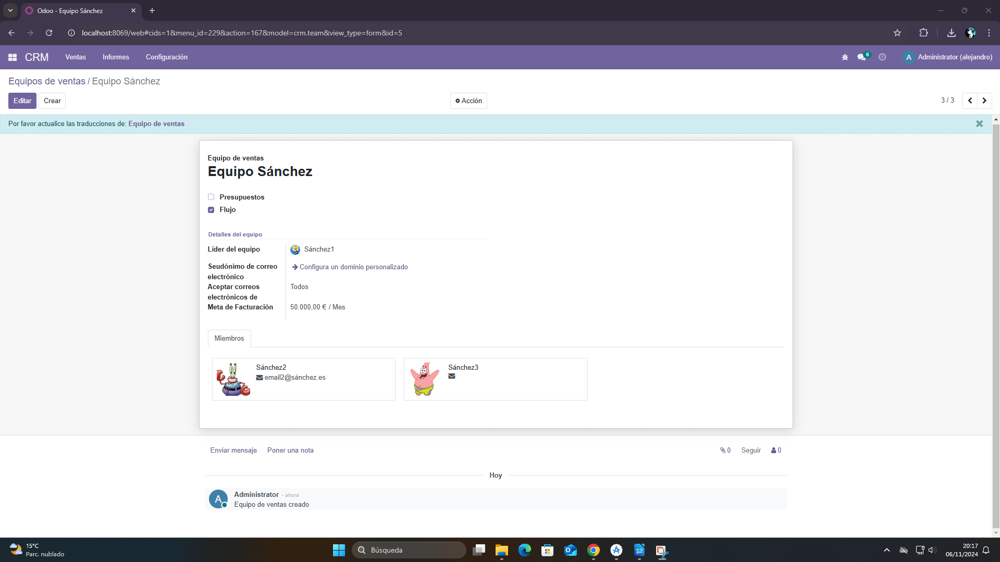 Odoo - Equipo Sánchez
localhost:8069/web#cids=1&menu_id=229&action=167&model=crm.team&view_type=form&id=5
CRM Ventas Informes Configuración 6 A Administrator (alejandro)
Equipos de ventas / Equipo Sánchez
Editar Crear Acción 3 / 3
Por favor actualice las traducciones de: Equipo de ventas
Equipo de ventas
Equipo Sánchez
Presupuestos
Flujo
Detalles del equipo
Líder del equipo Sánchez1
Seudónimo de correo electrónico Configura un dominio personalizado
Aceptar correos electrónicos de Todos
Meta de Facturación 50.000,00 € / Mes
Miembros
Sánchez2
email2@sánchez.es
Sánchez3
Enviar mensaje Poner una nota 0 Seguir 0
Hoy
A Administrator - ahora
Equipo de ventas creado
15°C
Parc. nublado
Búsqueda
20:17
06/11/2024